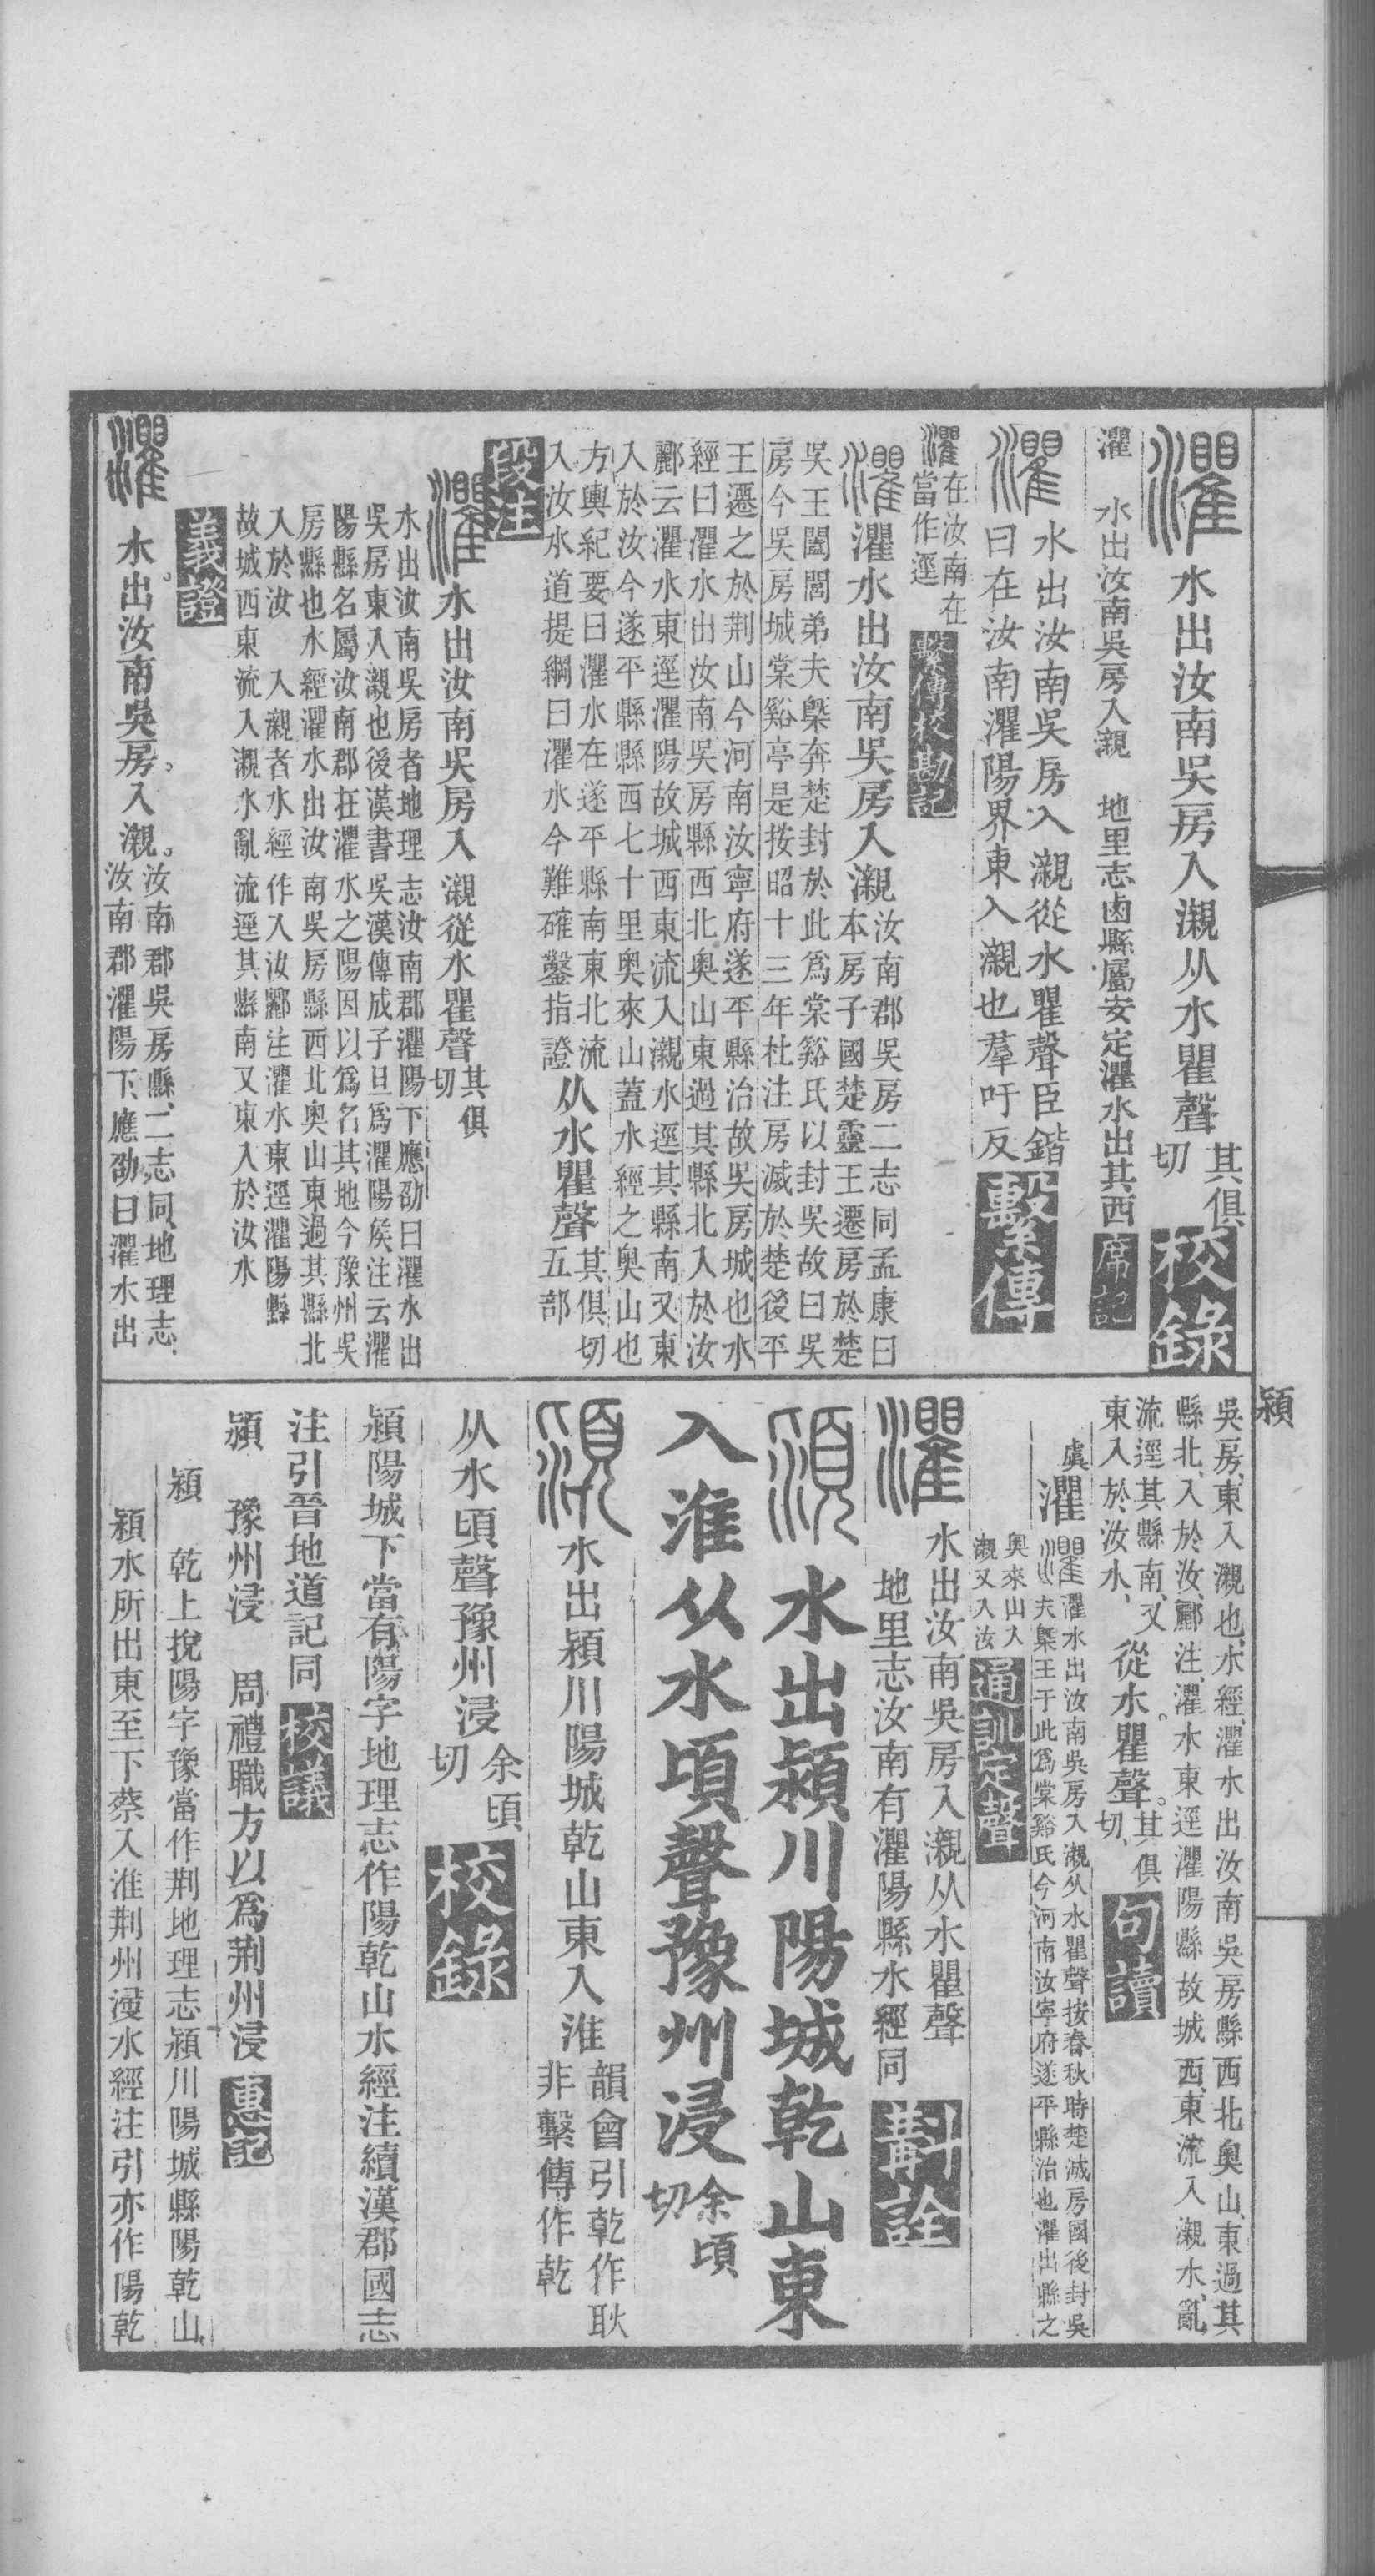 灈水出汝南吳房入瀙从水瞿聲其俱切校錄
灈　水出汝南吳房入瀙　地里志鹵縣屬安定灈水出其西席記
灈水出汝南吳房入瀙從水瞿聲臣鍇
曰在汝南灈陽界東入瀙也羣吁反繫傳
灈在汝南在
當作逕繫傳校勘記
灈灈水出汝南吳房入瀙汝南郡吳房二志同孟康曰
本房子國楚靈王遷房於楚
吳王闔閭弟夫㮣奔楚封於此爲棠谿氏以封吳故曰吳
房今吳房城棠谿亭是按昭十三年杜注房滅於楚後平
王遷之於荆山今河南汝寧府遂平縣治故吳房城也水
經曰灈水出汝南吳房縣西北奧山東過其縣北入於汝
酈云灈水東逕灈陽故城西東流入瀙水逕其縣南又東
入於汝今遂平縣縣西七十里奧來山蓋水經之奧山也
方輿紀要曰灈水在遂平縣南東北流
入汝水道提綱曰灈水今難確鑿指證从水瞿聲其俱切
五部
段注
灈水出汝南吳房入瀙從水瞿聲其俱
切
水出汝南吳房者地理志汝南郡灈陽下應劭曰灈水出
吳房東入瀙也後漢書吳漢傳成子旦爲灈陽侯注云灈
陽縣名屬汝南郡在灈水之陽因以爲名其地今豫州吳
房縣也水經灈水出汝南吳房縣西北奧山東過其縣北
入於汝　入瀙者水經作入汝酈注灈水東逕灈陽縣
故城西東流入瀙水亂流逕其縣南又東入於汝水
義證
灈水出汝南吳房。入瀙。汝南郡吳房縣、二志同、地理志、
汝南郡灈陽下、應劭曰灈水出
吳房、東入瀙也、水經、灈水出汝南吳房縣西北奧山、東過其
縣北、入於汝、酈注、灈水東逕灈陽縣故城西、東流入瀙水、亂
流逕其縣南、又
東入於汝水、從水。瞿聲。其俱
切、句讀
虞灈灈灈水出汝南吳房入瀙从水瞿聲按春秋時楚滅房國後封吳
夫㮣王于此爲棠谿氏今河南汝寧府遂平縣治也灈出縣之
奧來山入
瀙又入汝通訓定聲
灈水出汝南吳房入瀙从水瞿聲
地里志汝南有灈陽縣水經同斠詮
潁水出潁川陽城乾山東
入淮从水頃聲豫州浸余頃
切
潁水出潁川陽城乾山東入淮韻會引乾作耿
非繫傳作乾
从水頃聲豫州浸余頃
切校錄
潁陽城下當有陽字地理志作陽乾山水經注續漢郡國志
注引晉地道記同校議
潁　豫州浸　周禮職方以爲荆州浸惠記
潁　乾上挩陽字豫當作荆地理志潁川陽城縣陽乾山
潁水所出東至下蔡入淮荆州浸水經注引亦作陽乾
潁